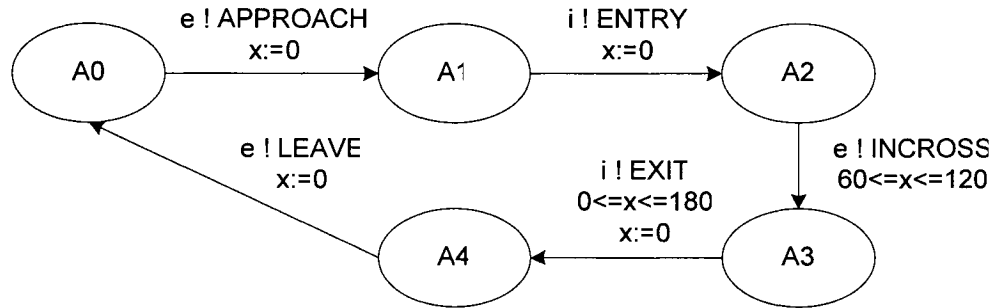 e ! APPROACH
x:=0
i ! ENTRY
x:=0
A0
A1
A2
e ! LEAVE
x:=0
i ! EXIT
0<=x<=180
x:=0
e ! INCROSS
60<=x<=120
A4
A3